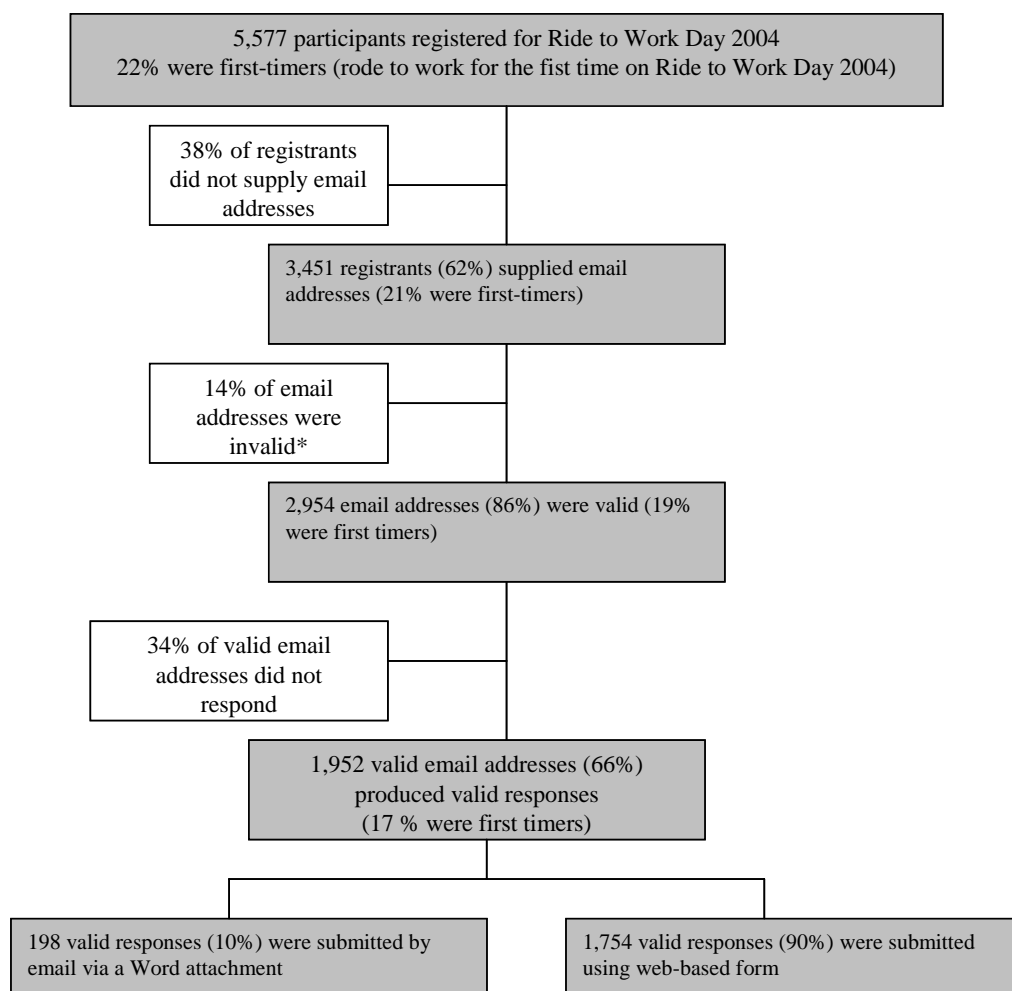 5,577 participants registered for Ride to Work Day 2004
22% were first-timers (rode to work for the fist time on Ride to Work Day 2004)
38% of registrants
did not supply email
addresses
3,451 registrants (62%) supplied email
addresses (21% were first-timers)
14% of email
addresses were
invalid*
2,954 email addresses (86%) were valid (19%
were first timers)
34% of valid email
addresses did not
respond
1,952 valid email addresses (66%)
produced valid responses
(17 % were first timers)
198 valid responses (10%) were submitted by
email via a Word attachment
1,754 valid responses (90%) were submitted
using web-based form